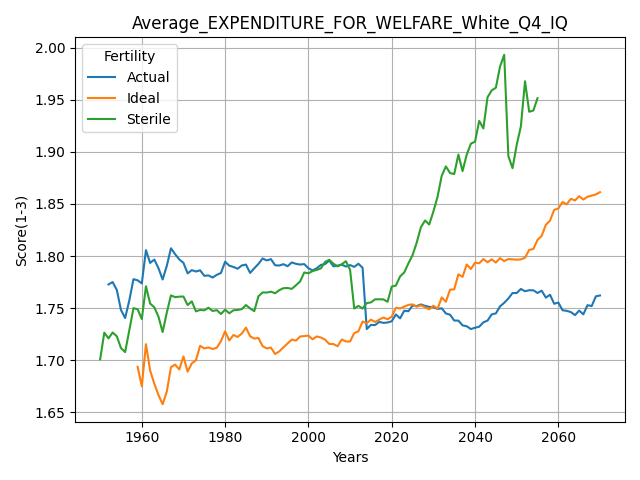 Average_EXPENDITURE_FOR_WELFARE_White_Q4_IQ
Fertility
Actual
Ideal
Sterile
Score(1-3)
2.00
1.95
1.90
1.85
1.80
1.75
1.70
1.65
1960 1980 2000 2020 2040 2060
Years